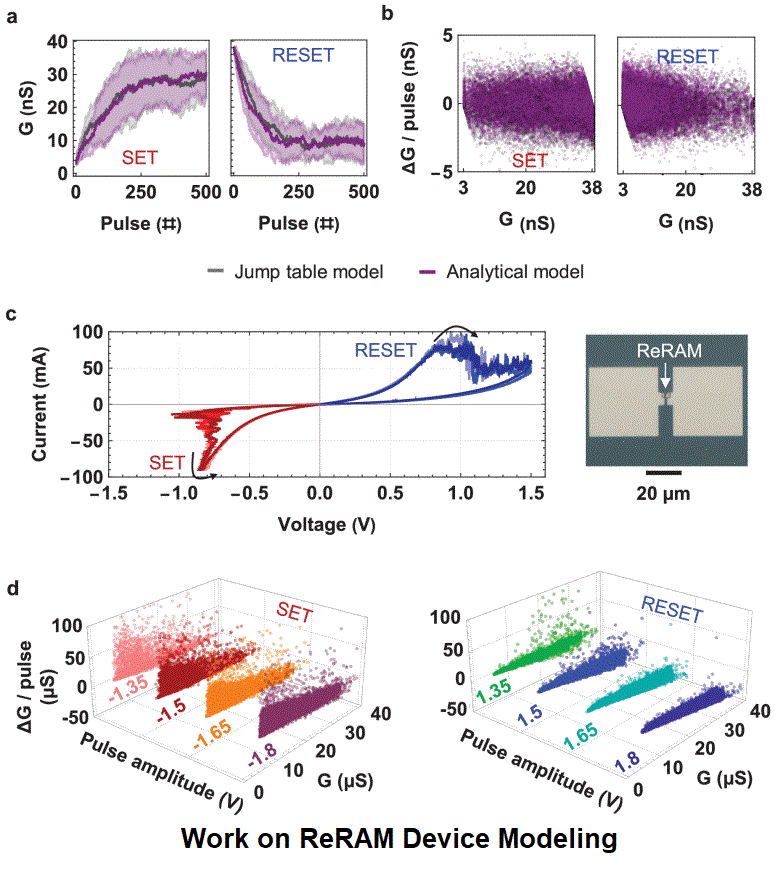 a
40
30
20
10
0
G (nS)
SET
0
500
Pulse (#)
RESET
0
500
Pulse (#)
b
5
0
−5
ΔG / pulse (nS)
SET
3
20
38
G (nS)
RESET
3
20
38
G (nS)
Jump table model
Analytical model
c
100
50
0
−50
−100
Current (mA)
RESET
SET
−1.5
−1.0
−0.5
0.0
0.5
1.0
1.5
Voltage (V)
ReRAM
20 µm
d
100
50
0
-50
ΔG / pulse
(µS)
SET
-1.35
-1.5
-1.65
-1.8
Pulse amplitude (V)
0
10
20
30
40
G (µS)
100
50
0
-50
RESET
1.35
1.5
1.65
1.8
Pulse amplitude (V)
0
10
20
30
40
G (µS)
Work on ReRAM Device Modeling